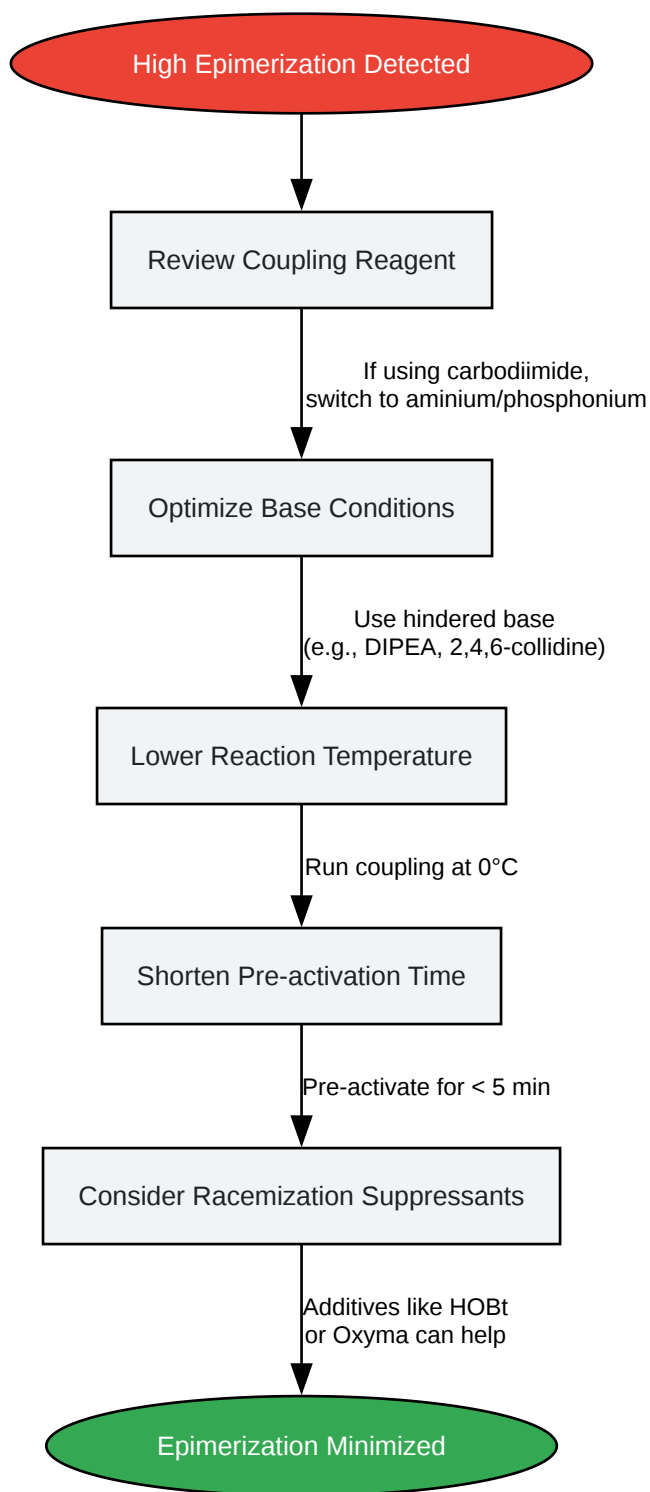 High Epimerization Detected
Review Coupling Reagent
If using carbodiimide,
switch to aminium/phosphonium
Optimize Base Conditions
Use hindered base
(e.g., DIPEA, 2,4,6-collidine)
Lower Reaction Temperature
Run coupling at 0°C
Shorten Pre-activation Time
Pre-activate for < 5 min
Consider Racemization Suppressants
Additives like HOBt
or Oxyma can help
Epimerization Minimized